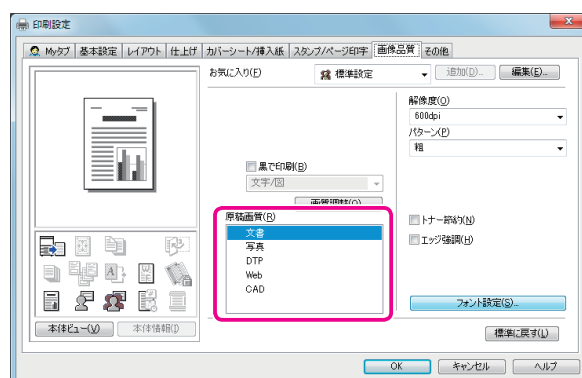 印刷設定
Myタブ 基本設定 レイアウト 仕上げ カバーシート/挿入紙 スタンプ/ページ印字 画像品質 その他
お気に入り(F) 標準設定 追加(D)... 編集(E)...
解像度(O)
600dpi
パターン(P)
粗
黒で印刷(B)
文字/図
画質調整(Q)
原稿画質(R)
文書
写真
DTP
Web
CAD
トナー節約(N)
エッジ強調(H)
フォント設定(S)...
本体ビュー(V) 本体情報(I)
標準に戻す(L)
OK キャンセル ヘルプ